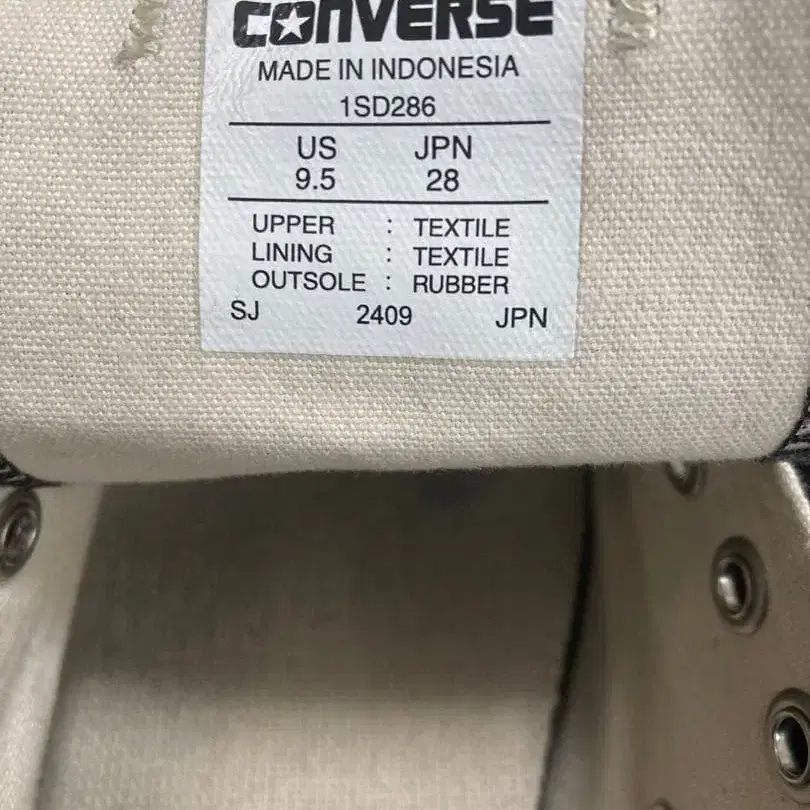 CONVERSE
MADE IN INDONESIA
1SD286
US JPN
9.5 28
UPPER : TEXTILE
LINING : TEXTILE
OUTSOLE : RUBBER
SJ 2409 JPN